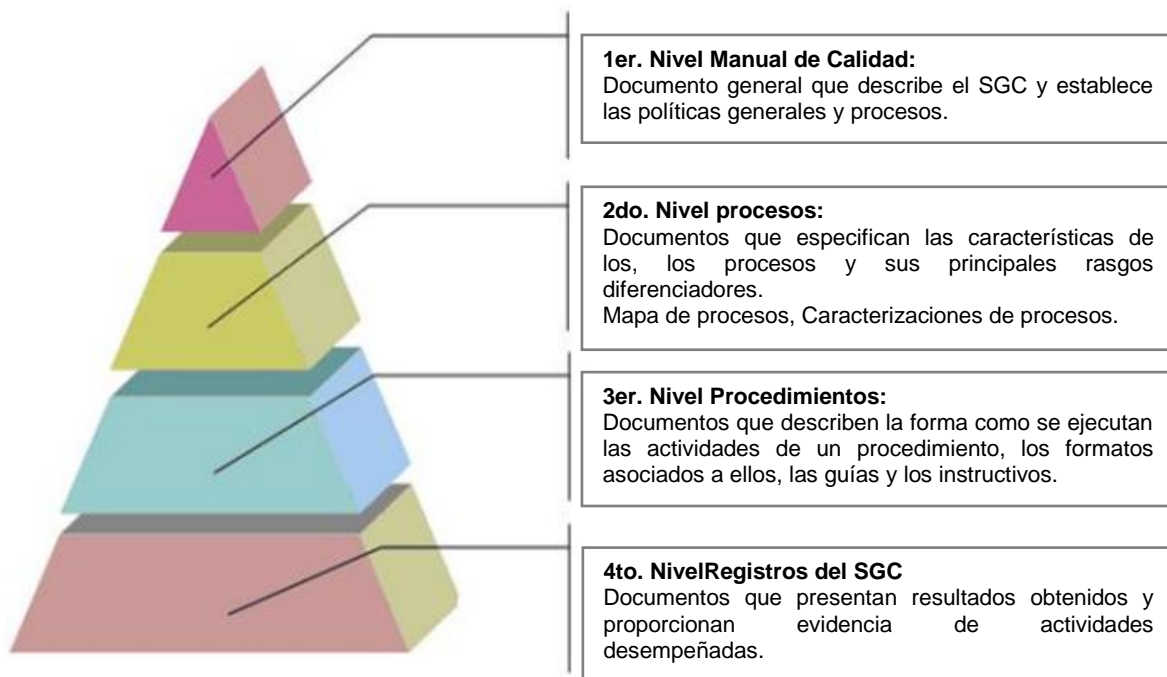 1er. Nivel Manual de Calidad:
Documento general que describe el SGC y establece
las políticas generales y procesos.
2do. Nivel procesos:
Documentos que especifican las características de
los, los procesos y sus principales rasgos
diferenciadores.
Mapa de procesos, Caracterizaciones de procesos.
3er. Nivel Procedimientos:
Documentos que describen la forma como se ejecutan
las actividades de un procedimiento, los formatos
asociados a ellos, las guías y los instructivos.
4to. NivelRegistros del SGC
Documentos que presentan resultados obtenidos y
proporcionan evidencia de actividades
desempeñadas.